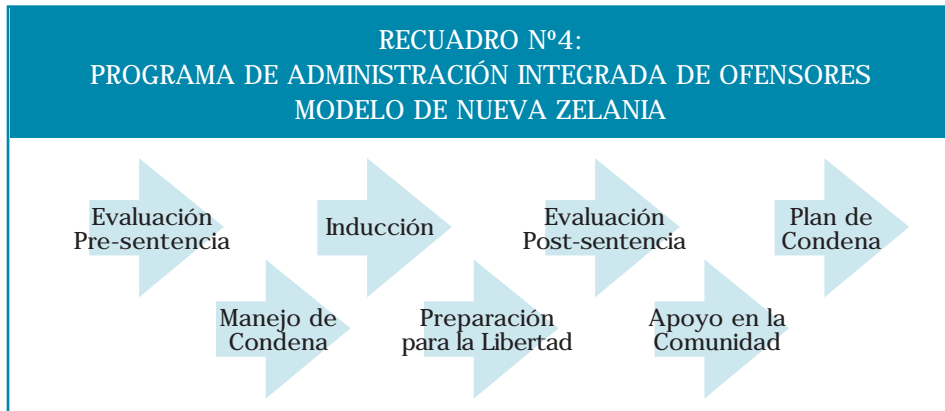 RECUADRO Nº4:
PROGRAMA DE ADMINISTRACIÓN INTEGRADA DE OFENSORES
MODELO DE NUEVA ZELANIA
Evaluación
Pre-sentencia
Inducción
Evaluación
Post-sentencia
Plan de
Condena
Manejo de
Condena
Preparación
para la Libertad
Apoyo en la
Comunidad